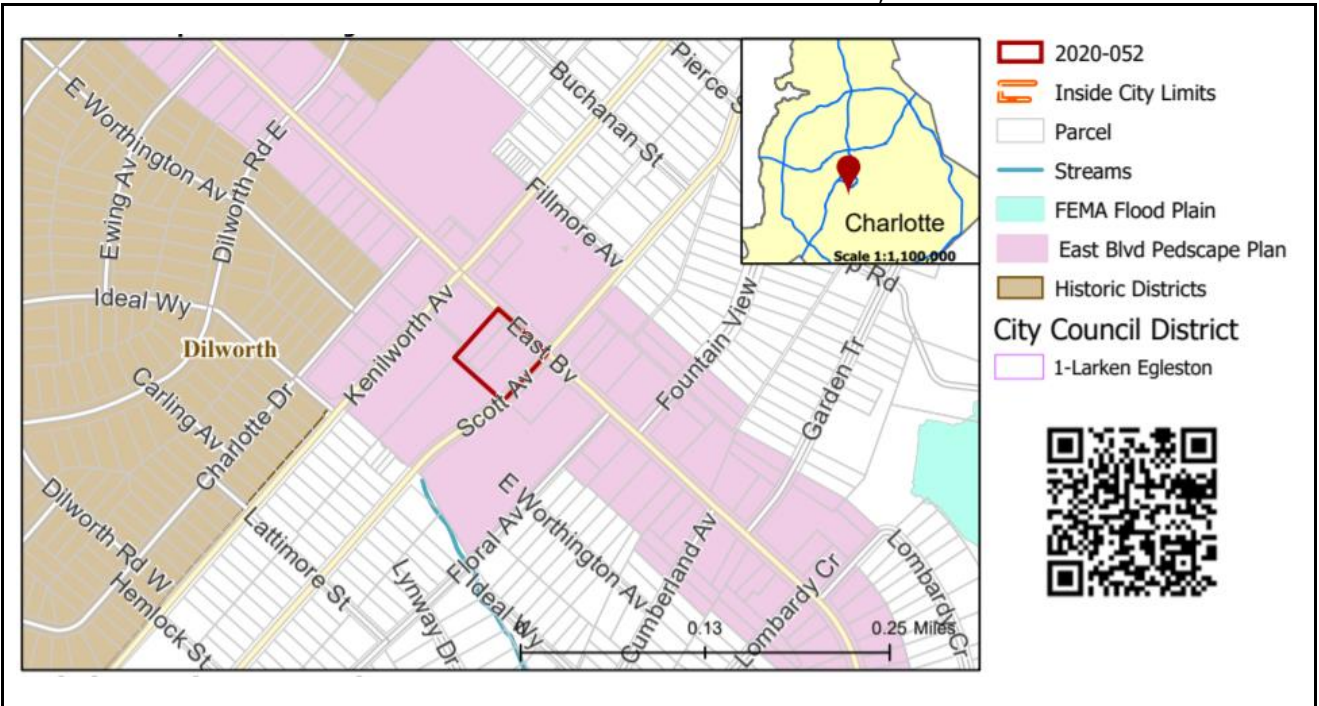 Pierce S
Buchanan St
E Worthington Av
Dilworth Rd E
Ewing Av
Fillmore Av
Charlotte
Scale 1:1,100,000
p Rd
Ideal Wy
Kenilworth Av
East Bv
Fountain View
Dilworth
Garden Tr
Carling Av
Charlotte Dr
Scott Av
Dilworth Rd W
Lattimore St
Hemlock St
Lynway Dr
Floral Av
Ideal Wy
E Worthington Av
Cumberland Av
Lombardy Cr
Lombardy Cr
0
0.13
0.25 Miles
2020-052
Inside City Limits
Parcel
Streams
FEMA Flood Plain
East Blvd Pedscape Plan
Historic Districts
City Council District
1-Larken Egleston